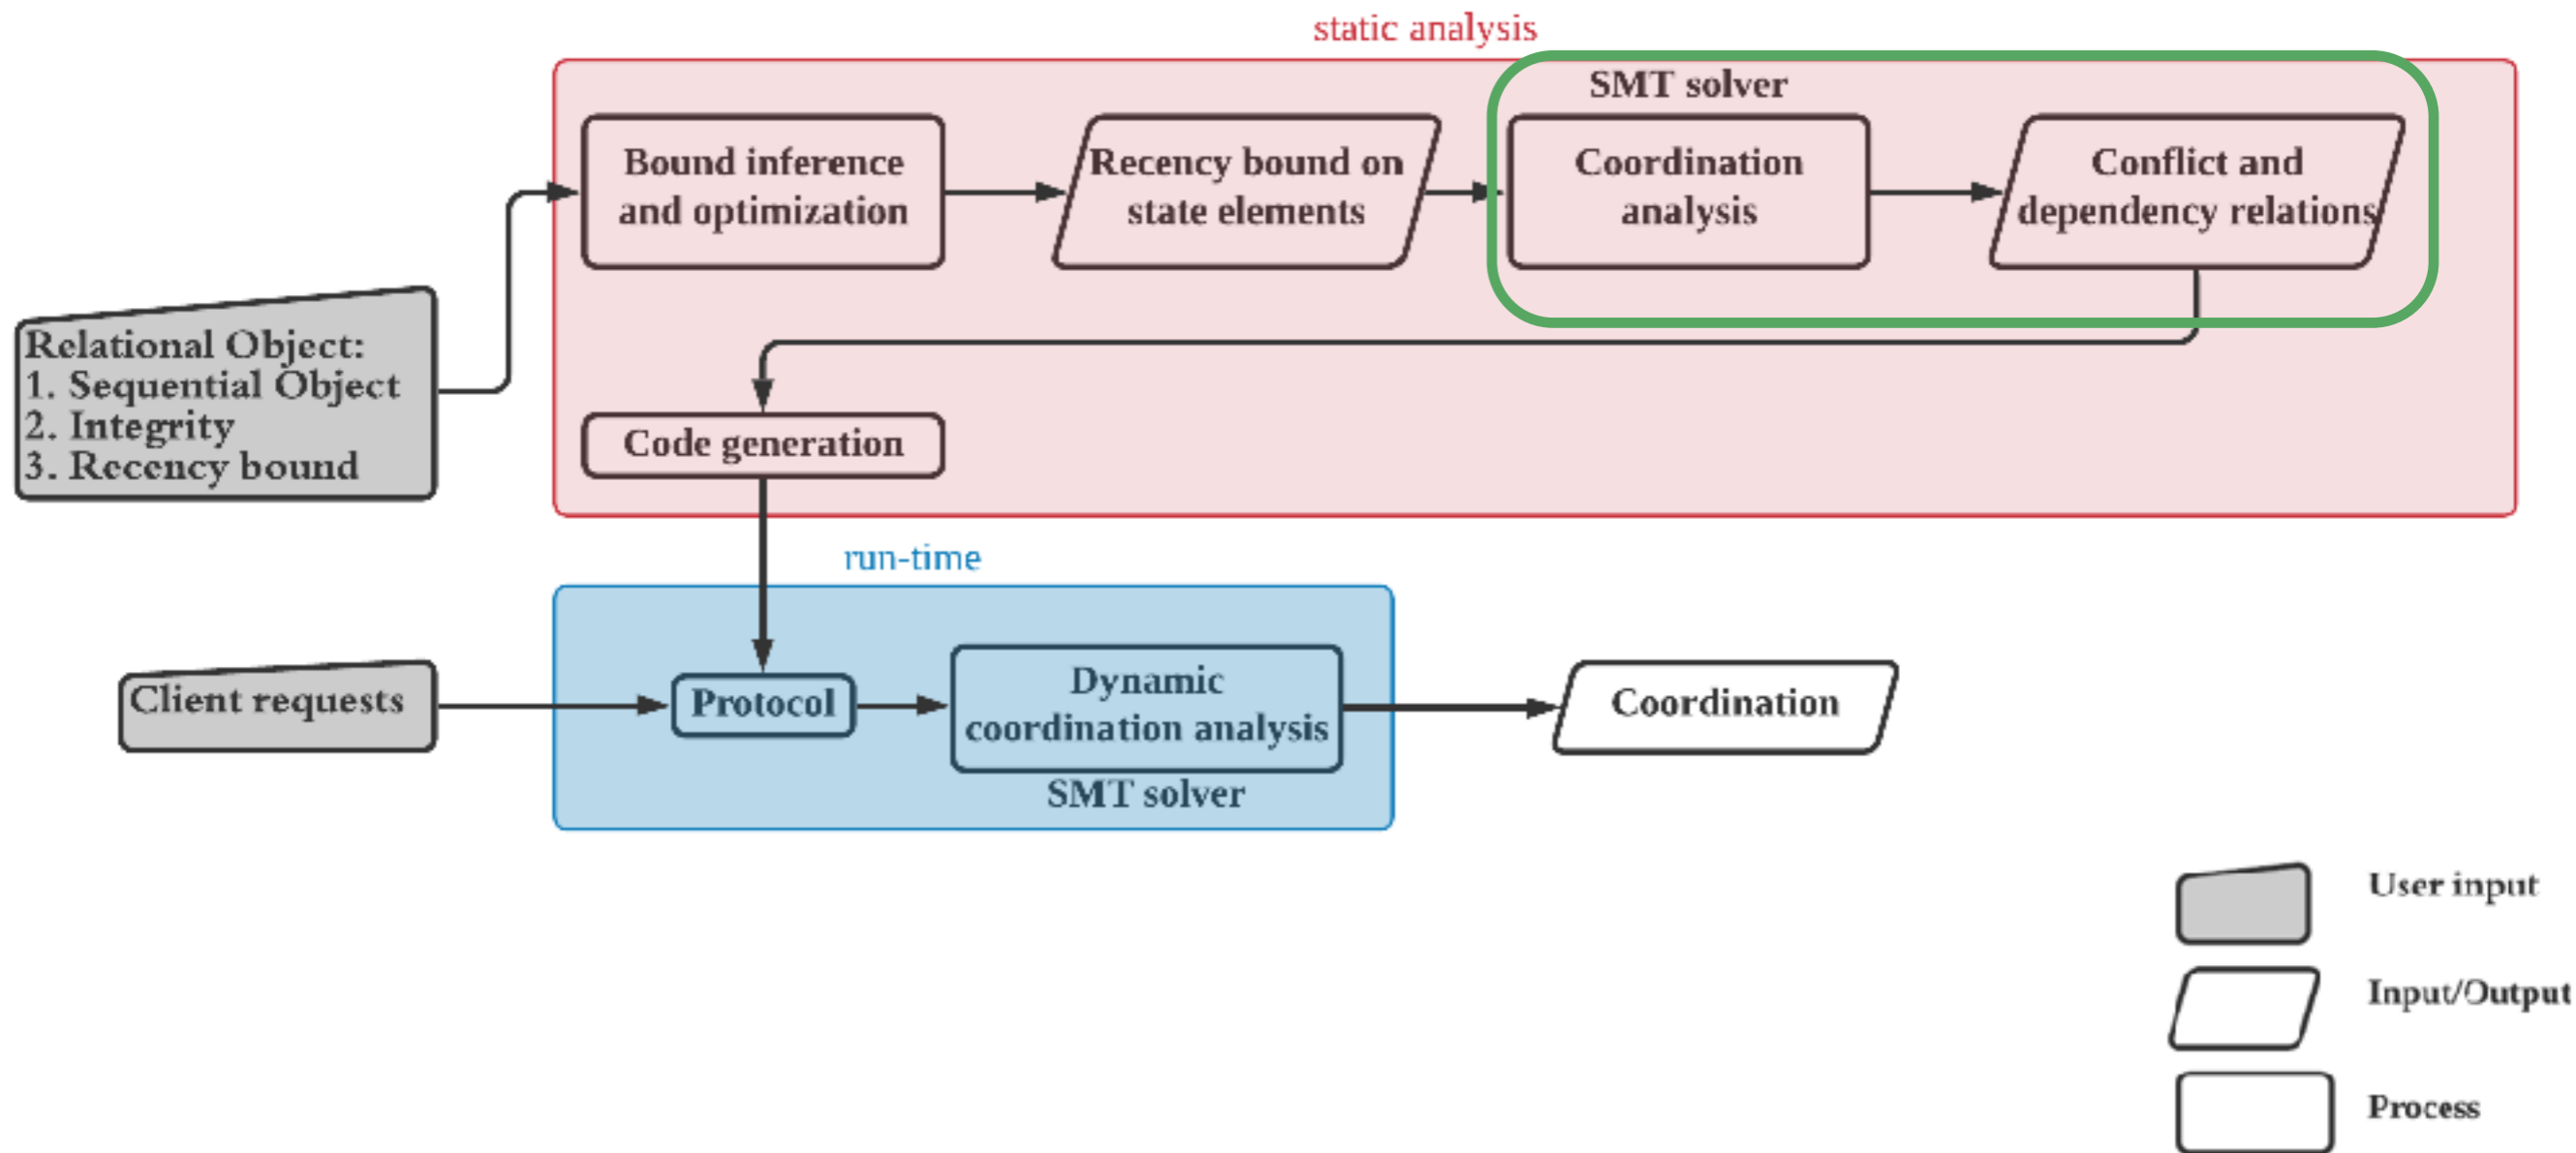 static analysis
SMT solver
Bound inference
and optimization
Recency bound on
state elements
Coordination
analysis
Conflict and
dependency relations
Relational Object:
1. Sequential Object
2. Integrity
3. Recency bound
Code generation
run-time
Client requests
Protocol
Dynamic
coordination analysis
SMT solver
Coordination
User input
Input/Output
Process